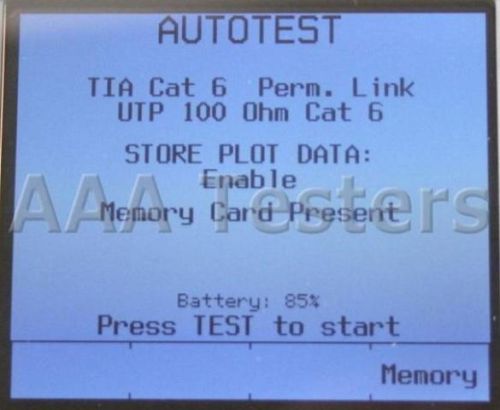 AUTOTEST
TIA Cat 6 Perm. Link
UTP 100 Ohm Cat 6
STORE PLOT DATA:
Enable
AAA Testers
Memory Card Present
Battery: 85%
Press TEST to start
Memory